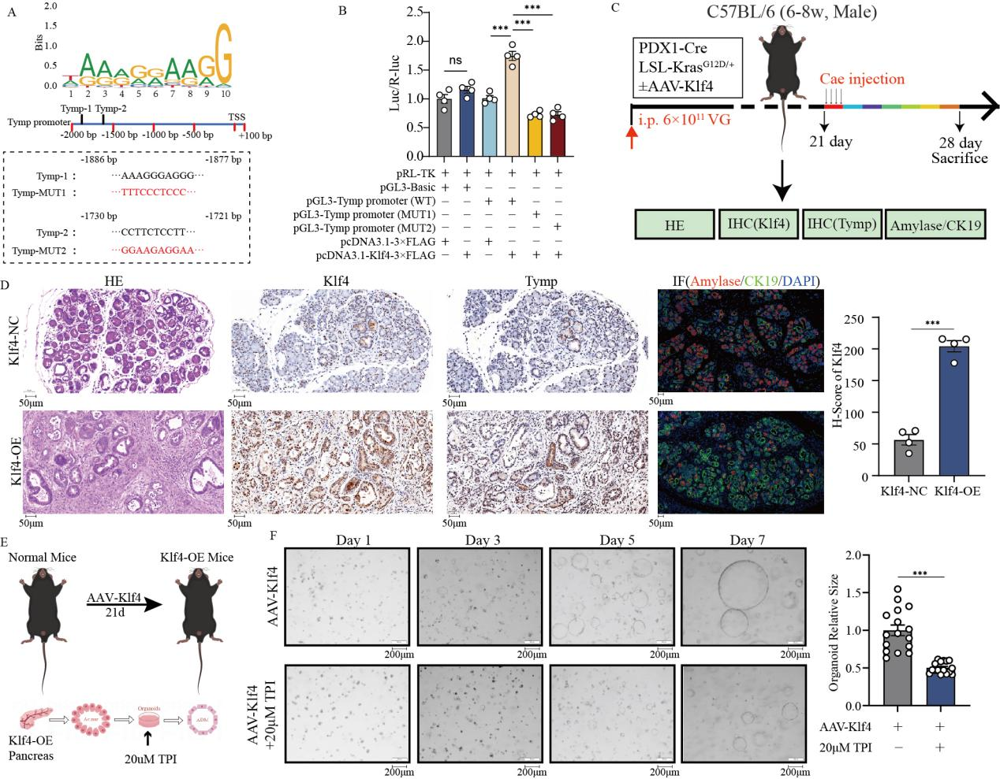 A
2.0
1.5
1.0
0.5
0.0
Bits
1 2 3 4 5 6 7 8 9 10
Tymp-1 Tymp-2
TSS
Tymp promoter
-2000 bp -1500 bp -1000 bp -500 bp +100 bp
-1886 bp -1877 bp
Tymp-1 : ···AAAGGGAGGG···
Tymp-MUT1 : ···TTTCCCTCCC···
-1730 bp -1721 bp
Tymp-2 : ···CCTTCTCCTT···
Tymp-MUT2 : ···GGAAGAGGAA···
B
2.5
2.0
1.5
1.0
0.5
0.0
Luc/R-luc
ns
***
***
***
pRL-TK + + + + + +
pGL3-Basic + + − − − −
pGL3-Tymp promoter (WT) − − + + − −
pGL3-Tymp promoter (MUT1) − − − − + −
pGL3-Tymp promoter (MUT2) − − − − − +
pcDNA3.1-3×FLAG + − + − − −
pcDNA3.1-Klf4-3×FLAG − + − + + +
C
C57BL/6 (6-8w, Male)
PDX1-Cre
LSL-KrasG12D/+
±AAV-Klf4
Cae injection
i.p. 6×10¹¹ VG
21 day
28 day
Sacrifice
HE
IHC(Klf4)
IHC(Tymp)
Amylase/CK19
D
HE
Klf4
Tymp
IF(Amylase/CK19/DAPI)
Klf4-NC
50µm
50µm
50µm
50µm
Klf4-OE
50µm
50µm
50µm
50µm
250
200
150
100
50
0
H-Score of Klf4
***
Klf4-NC Klf4-OE
E
Normal Mice
Klf4-OE Mice
AAV-Klf4
21d
Acinar
Organoids
ADM
Klf4-OE
Pancreas
20uM TPI
F
Day 1
Day 3
Day 5
Day 7
AAV-Klf4
200µm
200µm
200µm
200µm
AAV-Klf4
+20µM TPI
200µm
200µm
200µm
200µm
2.0
1.5
1.0
0.5
0.0
Organoid Relative Size
***
AAV-Klf4 + +
20µM TPI − +